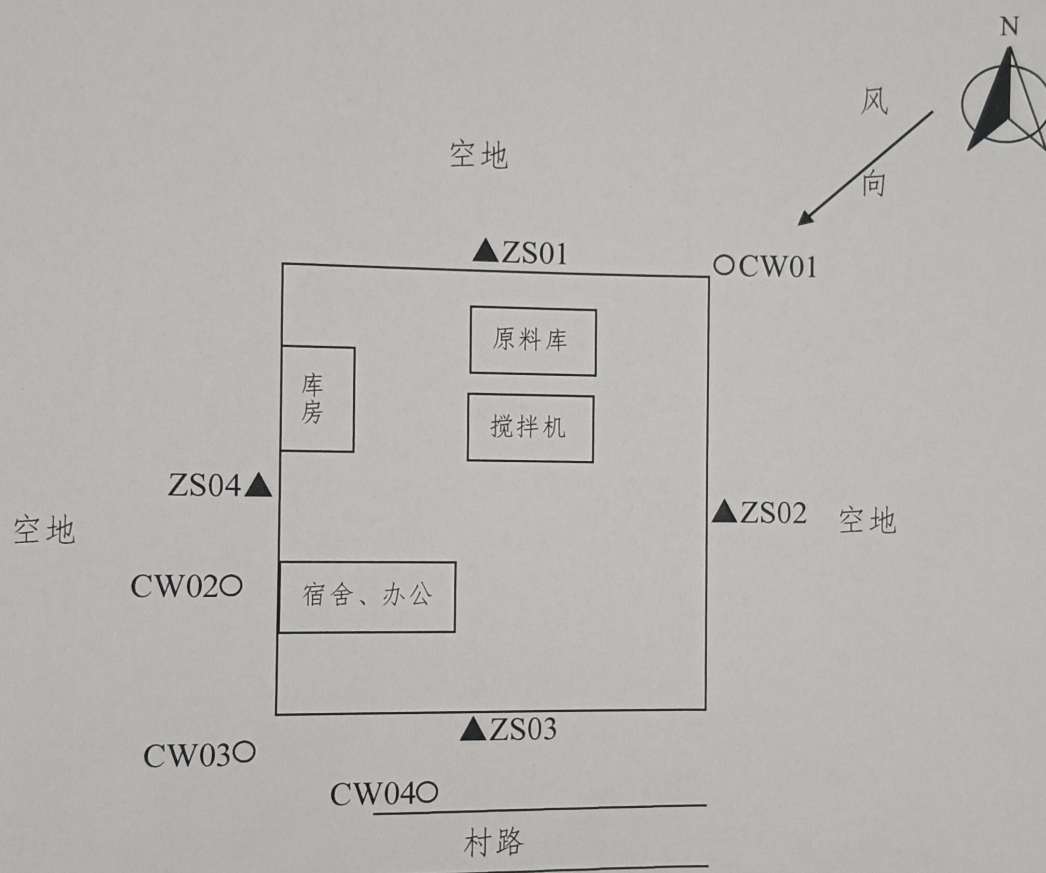 N
风
向
空地
▲ZS01
○CW01
原料库
库房
搅拌机
ZS04▲
▲ZS02
空地
空地
CW02○
宿舍、办公
▲ZS03
CW03○
CW04○
村路